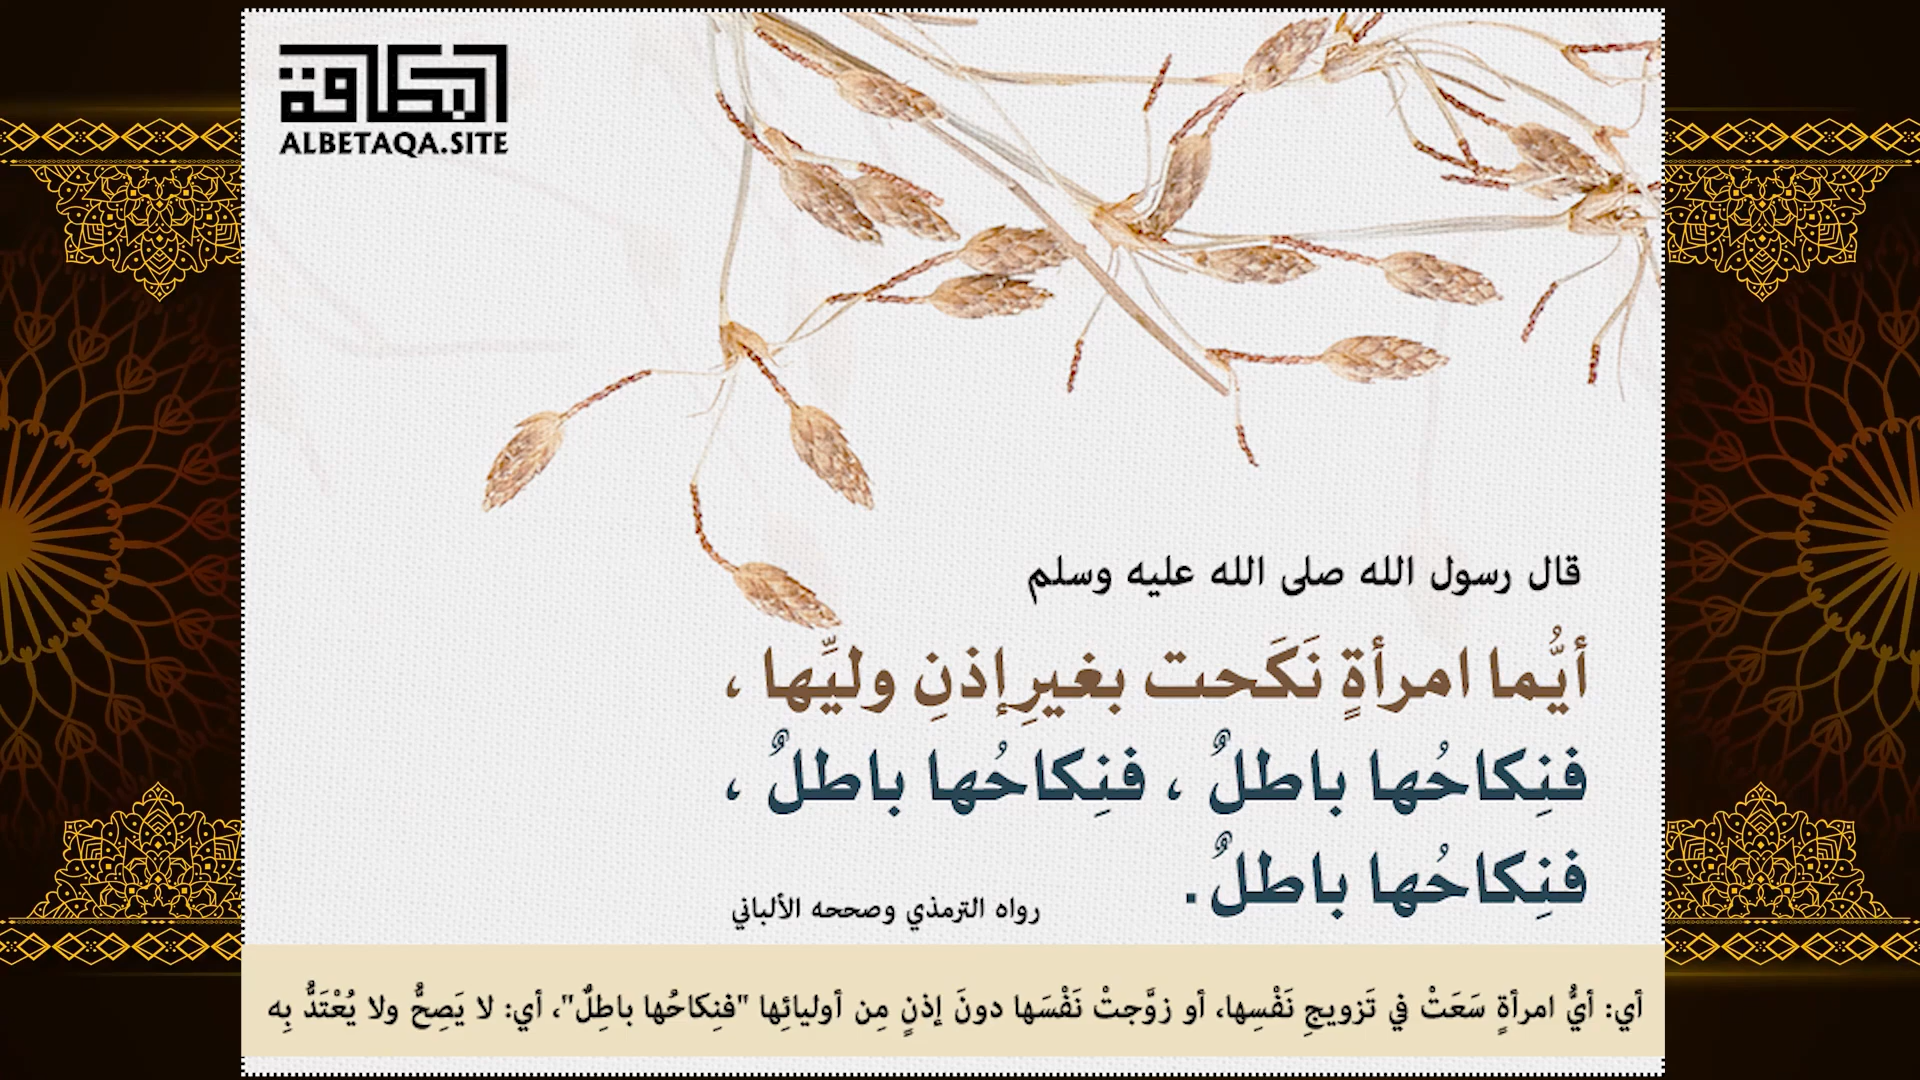 البطاقة
ALBETAQA.SITE
قال رسول الله صلى الله عليه وسلم
أيُّما امرأةٍ نَكَحت بغيرِ إذنِ وليِّها ،
فنِكاحُها باطلٌ ، فنِكاحُها باطلٌ ،
فنِكاحُها باطلٌ .
رواه الترمذي وصححه الألباني
أي: أيُّ امرأةٍ سَعَتْ في تَزويجِ نَفْسِها، أو زوَّجتْ نَفْسَها دونَ إذنٍ مِن أوليائِها "فنِكاحُها باطِلٌ"، أي: لا يَصِحُّ ولا يُعْتَدُّ بِه